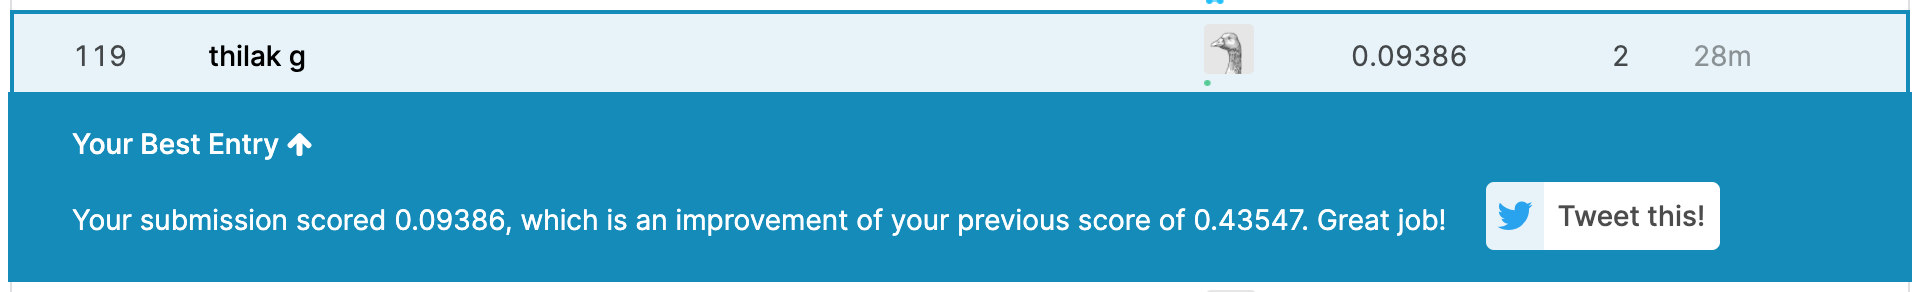 119 thilak g 0.09386 2 28m
Your Best Entry
Your submission scored 0.09386, which is an improvement of your previous score of 0.43547. Great job!
Tweet this!